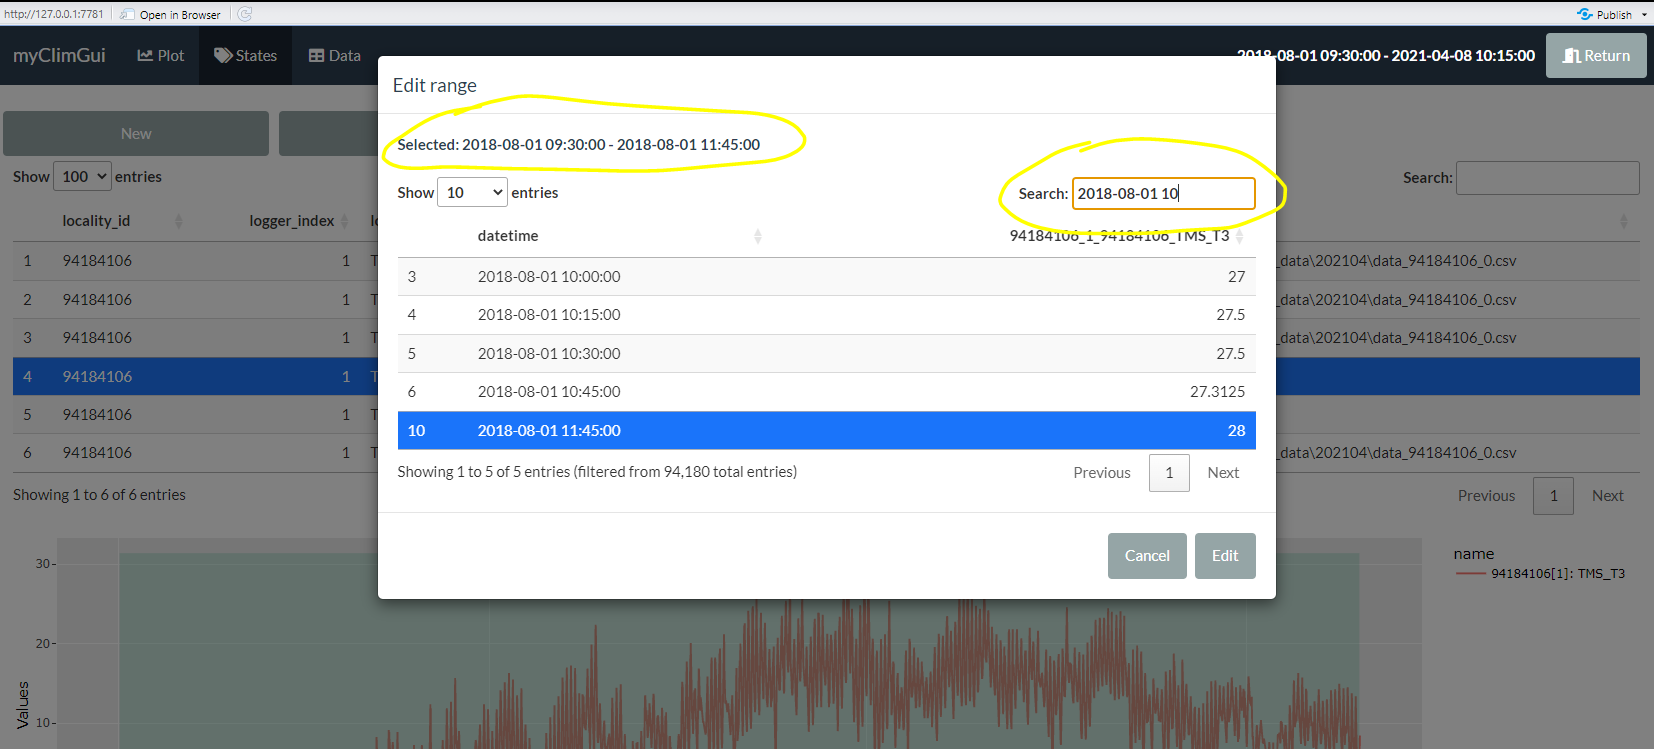 http://127.0.0.1:7781 Open in Browser Publish
myClimGui Plot States Data 2018-08-01 09:30:00 - 2021-04-08 10:15:00 Return
Edit range
New
Selected: 2018-08-01 09:30:00 - 2018-08-01 11:45:00
Show 100 entries
Search:
Show 10 entries
Search: 2018-08-01 10
locality_id logger_index
datetime 94184106_1_94184106_TMS_T3
1 94184106 1 T _data\202104\data_94184106_0.csv
2 94184106 1 T _data\202104\data_94184106_0.csv
3 94184106 1 T _data\202104\data_94184106_0.csv
4 94184106 1 T
5 94184106 1 T
6 94184106 1 T _data\202104\data_94184106_0.csv
3 2018-08-01 10:00:00 27
4 2018-08-01 10:15:00 27.5
5 2018-08-01 10:30:00 27.5
6 2018-08-01 10:45:00 27.3125
10 2018-08-01 11:45:00 28
Showing 1 to 5 of 5 entries (filtered from 94,180 total entries)
Previous 1 Next
Showing 1 to 6 of 6 entries
Previous 1 Next
Cancel Edit
name
94184106[1]: TMS_T3
30
20
10
Values